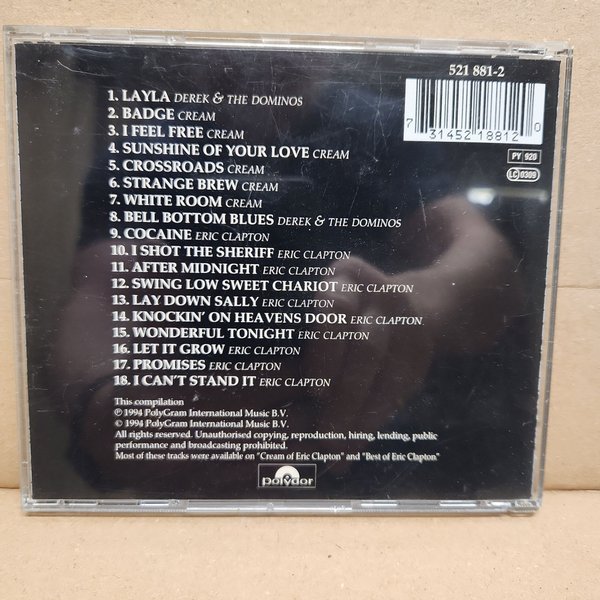 521 881-2
7 31452 18812 0
PY 920
LC 0309
1. LAYLA DEREK & THE DOMINOS
2. BADGE CREAM
3. I FEEL FREE CREAM
4. SUNSHINE OF YOUR LOVE CREAM
5. CROSSROADS CREAM
6. STRANGE BREW CREAM
7. WHITE ROOM CREAM
8. BELL BOTTOM BLUES DEREK & THE DOMINOS
9. COCAINE ERIC CLAPTON
10. I SHOT THE SHERIFF ERIC CLAPTON
11. AFTER MIDNIGHT ERIC CLAPTON
12. SWING LOW SWEET CHARIOT ERIC CLAPTON
13. LAY DOWN SALLY ERIC CLAPTON
14. KNOCKIN' ON HEAVENS DOOR ERIC CLAPTON
15. WONDERFUL TONIGHT ERIC CLAPTON
16. LET IT GROW ERIC CLAPTON
17. PROMISES ERIC CLAPTON
18. I CAN'T STAND IT ERIC CLAPTON
This compilation
℗ 1994 PolyGram International Music B.V.
© 1994 PolyGram International Music B.V.
All rights reserved. Unauthorised copying, reproduction, hiring, lending, public
performance and broadcasting prohibited.
Most of these tracks were available on "Cream of Eric Clapton" and "Best of Eric Clapton"
polydor